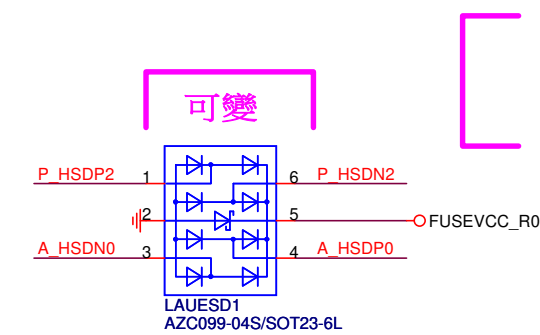 可變
P_HSDP2 1 6 P_HSDN2
2 5 FUSEVCC_R0
A_HSDN0 3 4 A_HSDP0
LAUESD1
AZC099-04S/SOT23-6L